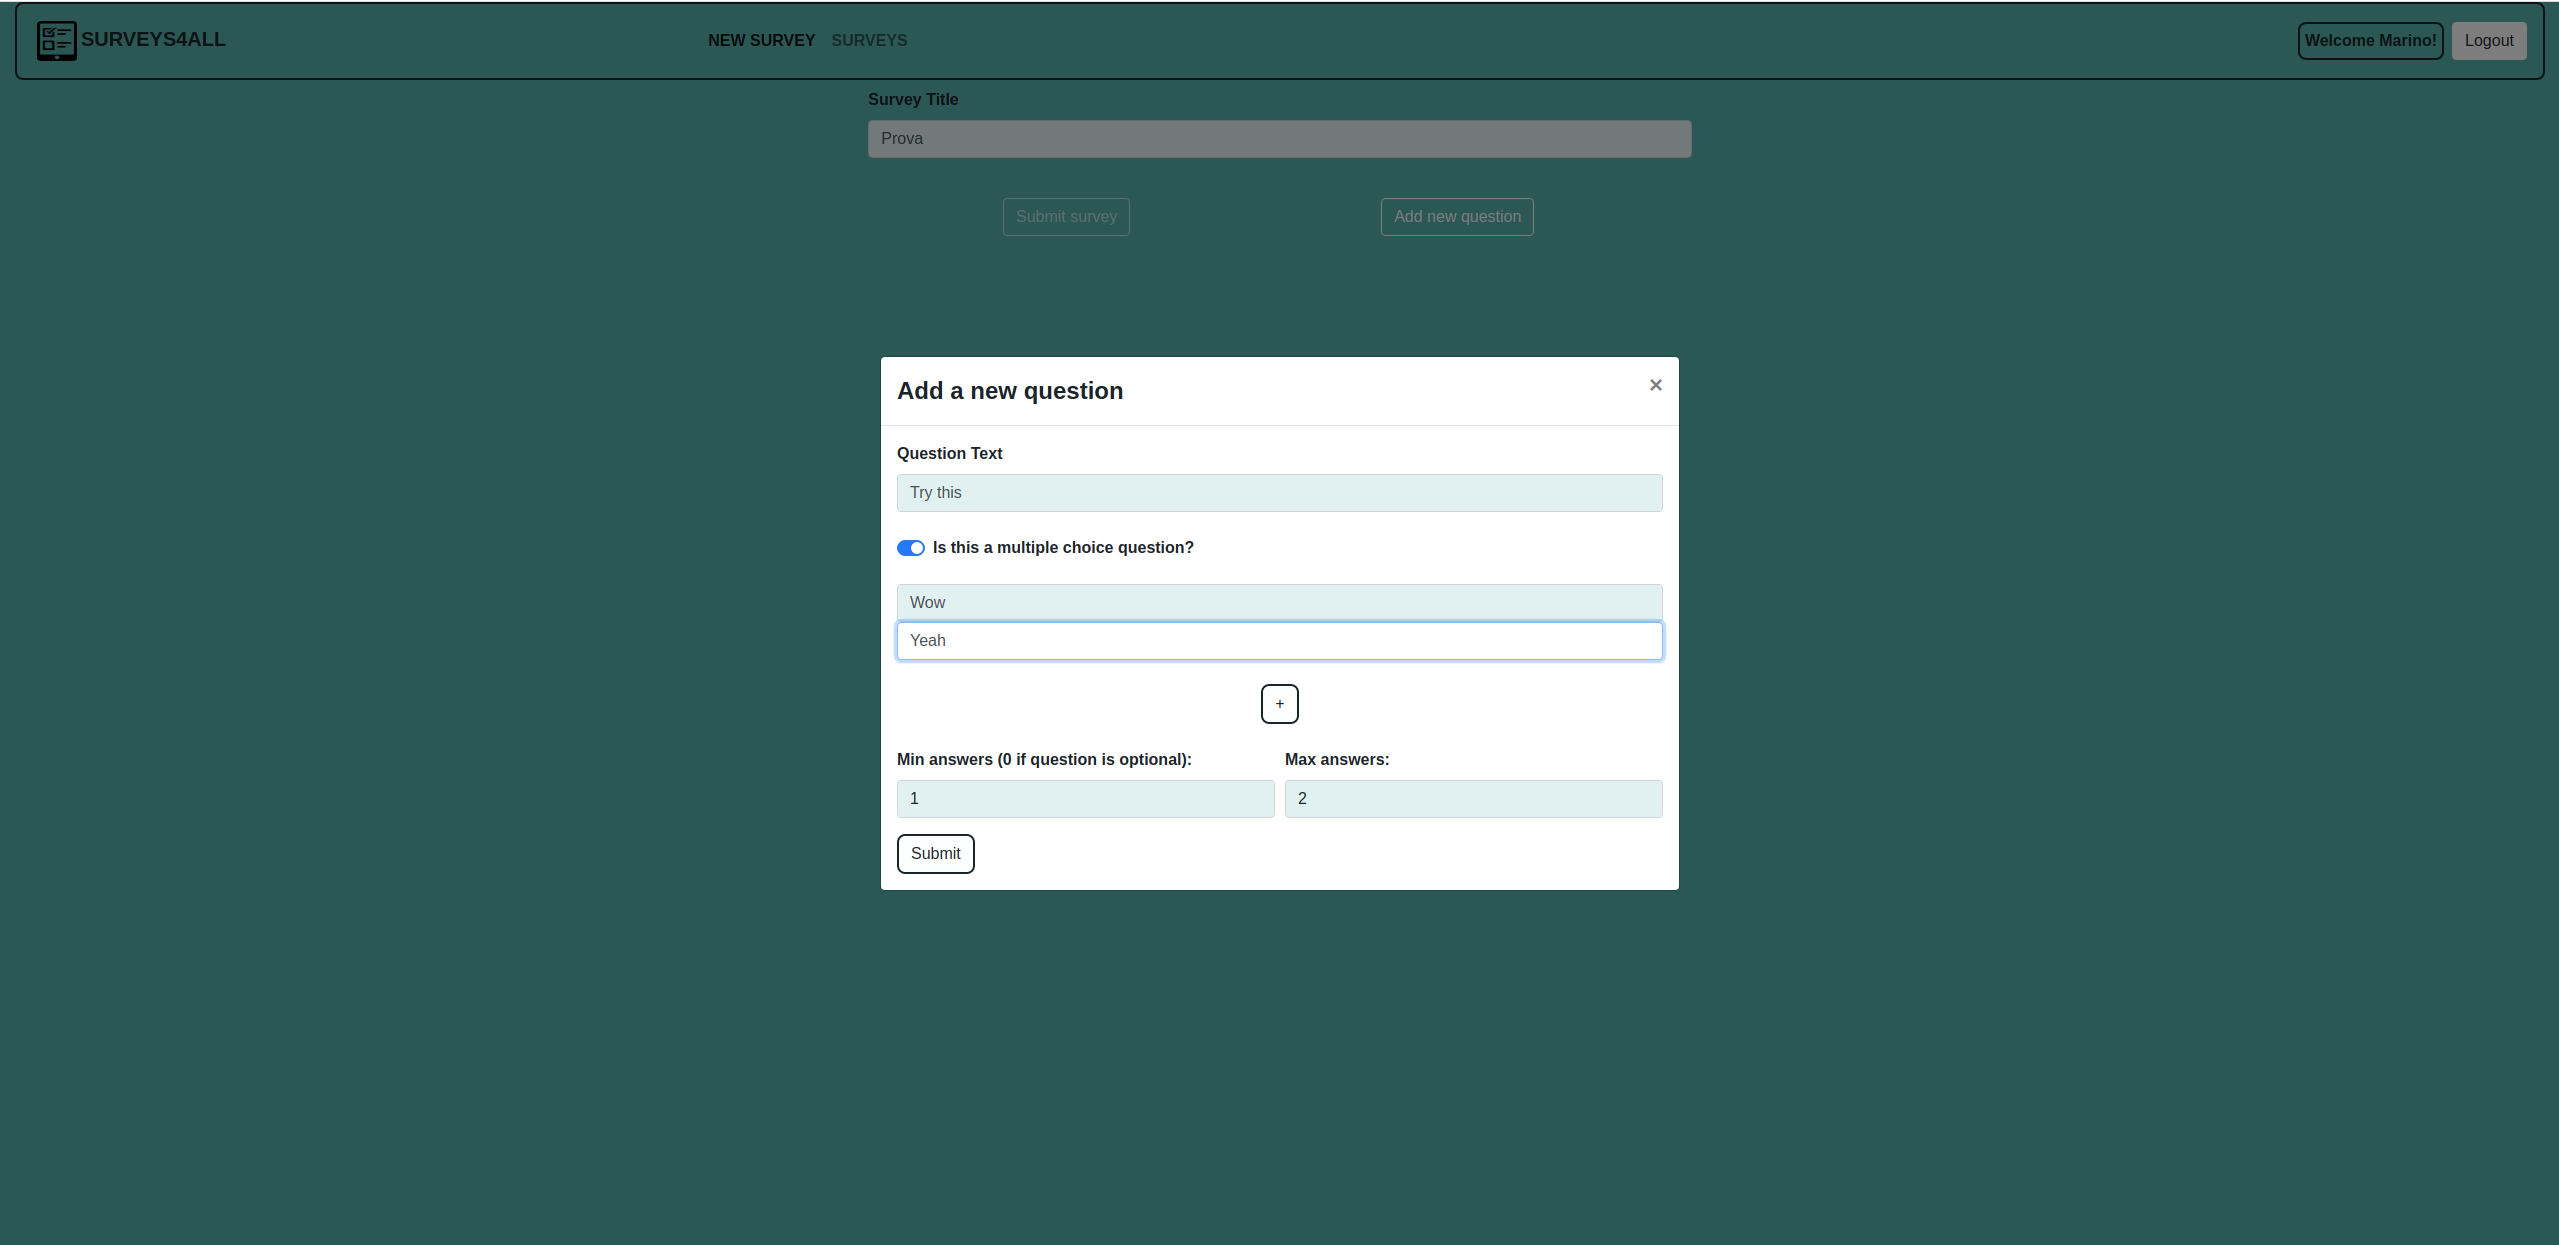 SURVEYS4ALL NEW SURVEY SURVEYS Welcome Marino! Logout
Survey Title
Prova
Submit survey Add new question
Add a new question ×
Question Text
Try this
Is this a multiple choice question?
Wow
Yeah
+
Min answers (0 if question is optional): Max answers:
1 2
Submit